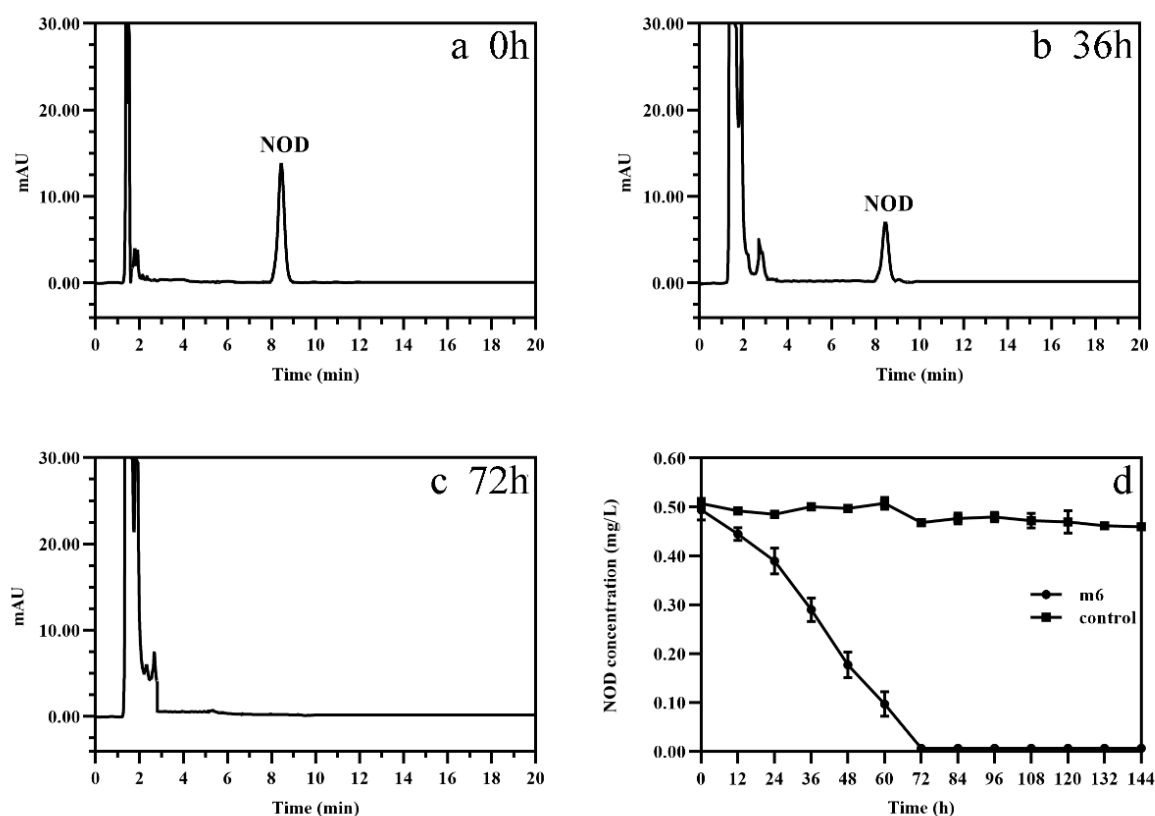 30.00
a 0h
20.00
NOD
mAU
10.00
0.00
0 2 4 6 8 10 12 14 16 18 20
Time (min)
30.00
b 36h
20.00
mAU
NOD
10.00
0.00
0 2 4 6 8 10 12 14 16 18 20
Time (min)
30.00
c 72h
20.00
mAU
10.00
0.00
0 2 4 6 8 10 12 14 16 18 20
Time (min)
0.60
d
0.50
0.40
NOD concentration (mg/L)
0.30
m6
control
0.20
0.10
0.00
0 12 24 36 48 60 72 84 96 108 120 132 144
Time (h)